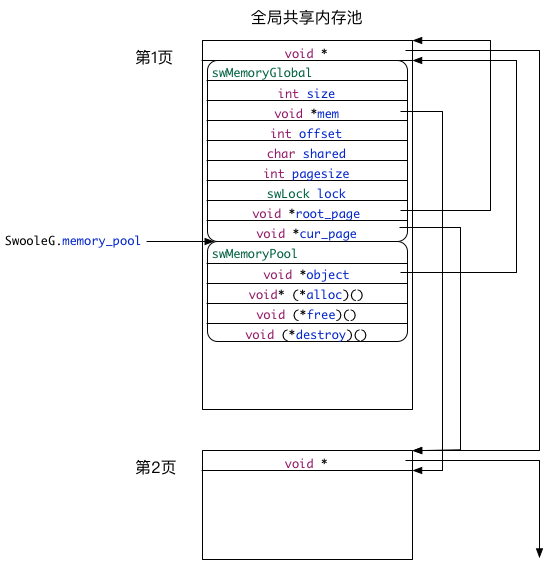 全局共享内存池
第1页
void *
swMemoryGlobal
int size
void *mem
int offset
char shared
int pagesize
swLock lock
void *root_page
void *cur_page
SwooleG.memory_pool
swMemoryPool
void *object
void* (*alloc)()
void (*free)()
void (*destroy)()
第2页
void *